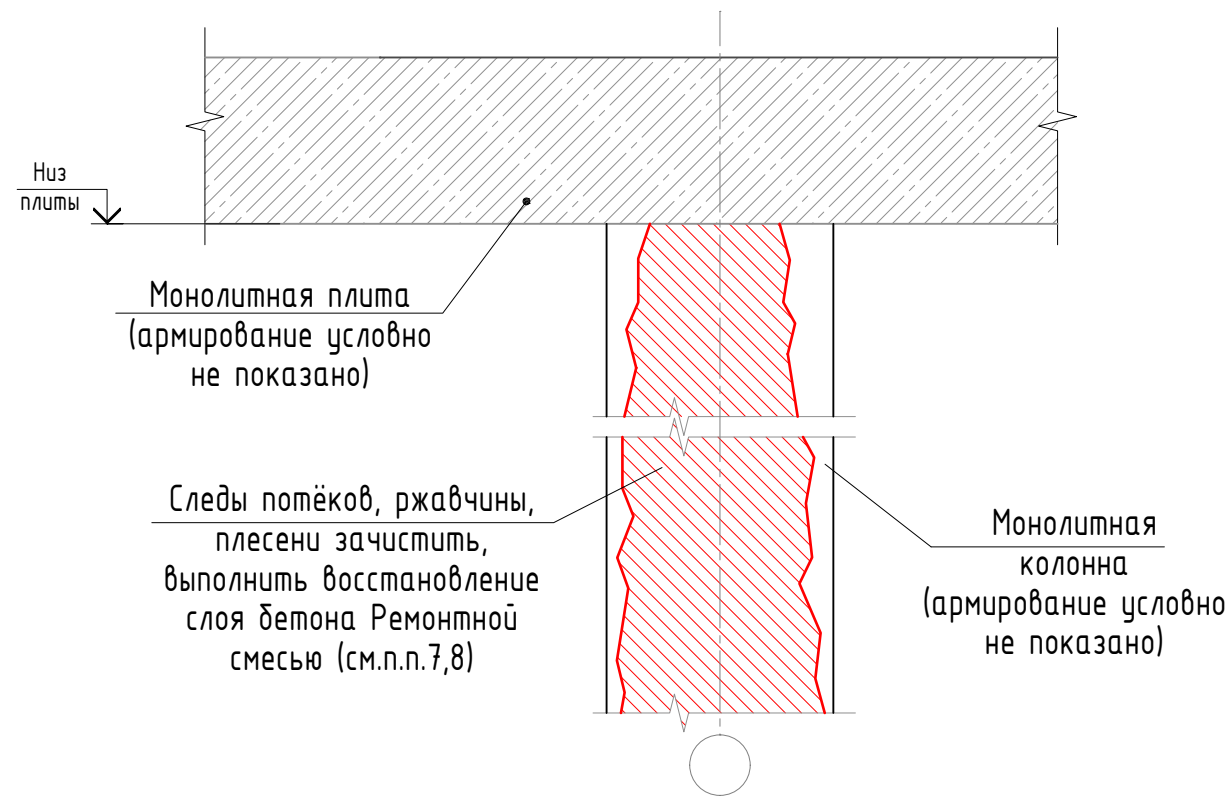 Низ
плиты
Монолитная плита
(армирование условно
не показано)
Следы потёков, ржавчины,
плесени зачистить,
выполнить восстановление
слоя бетона Ремонтной
смесью (см.п.п.7,8)
Монолитная
колонна
(армирование условно
не показано)